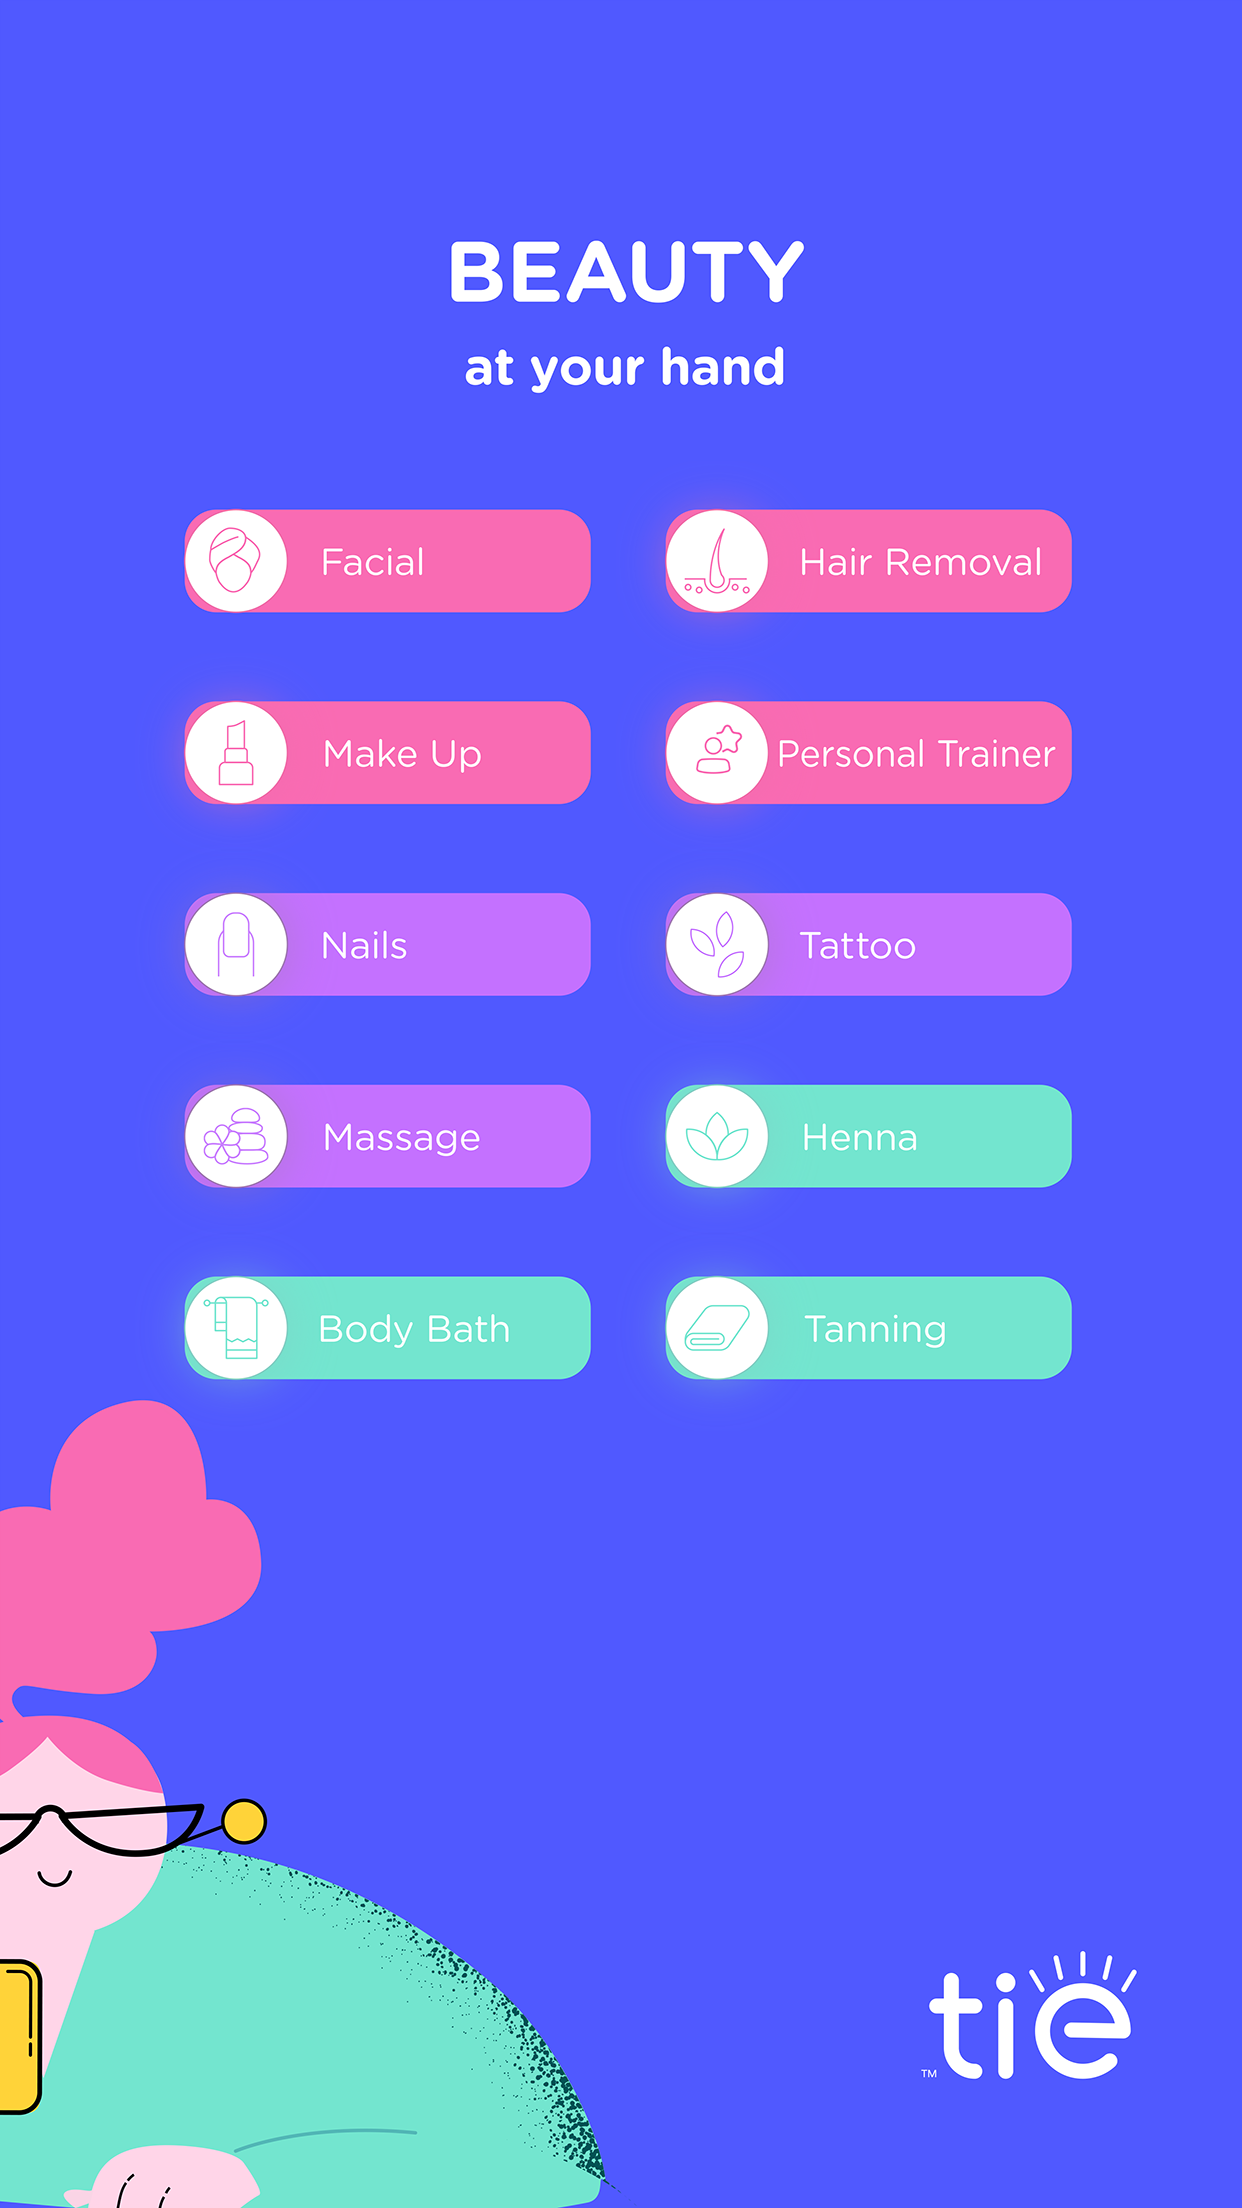 BEAUTY
at your hand
Facial
Hair Removal
Make Up
Personal Trainer
Nails
Tattoo
Massage
Henna
Body Bath
Tanning
tie
TM